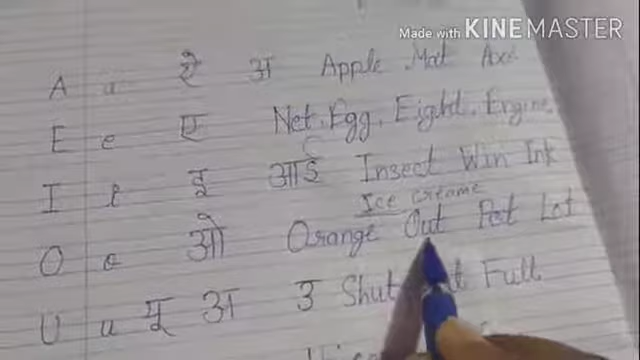 Made with KINEMASTER
A a ऐ अ Apple Mat
E e ए Net, Egg, Eight, Engine
I इ आई Insect Win Ink
Ice creame
O o ओ Orange Out Pot Lot
U u यू अ उ Shut Full